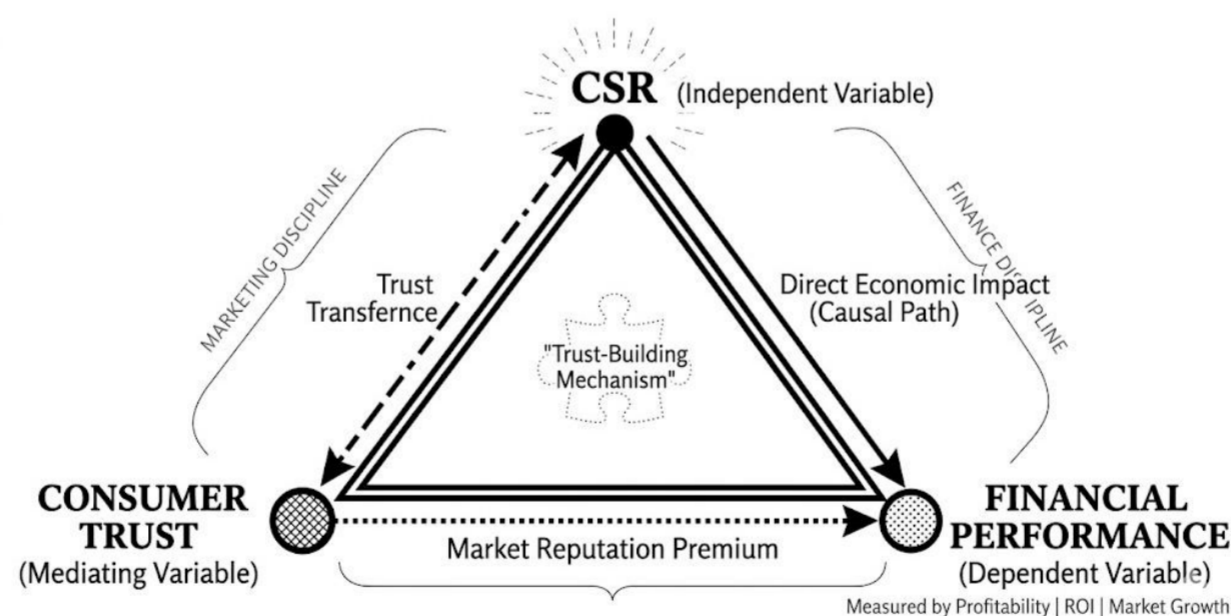 CSR (Independent Variable)
MARKETING DISCIPLINE
FINANCE DISCIPLINE
Trust
Transfernce
Direct Economic Impact
(Causal Path)
"Trust-Building
Mechanism"
CONSUMER
TRUST
(Mediating Variable)
Market Reputation Premium
FINANCIAL
PERFORMANCE
(Dependent Variable)
Measured by Profitability | ROI | Market Growth